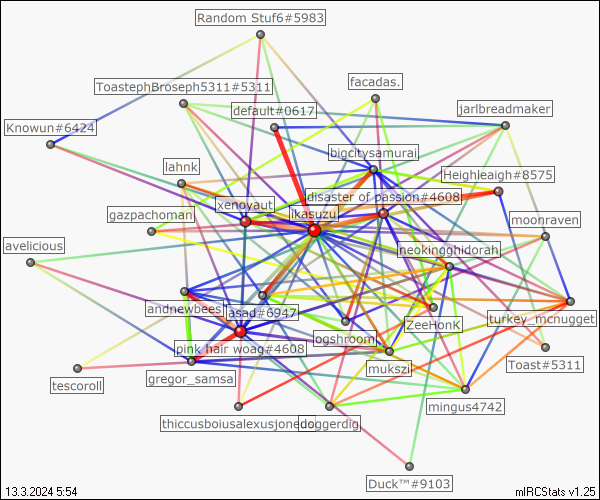 Random Stuf6#5983
facadas.
ToastephBroseph5311#5311
default#0617
jarlbreadmaker
Knowun#6424
bigcitysamurai
lahnk
Heighleaigh#8575
disaster of passion#4608
xenoyaut
ikasuzu
gazpachoman
moonraven
avelicious
neokingghidorah
andnewbees
asad#6947
ogshroom
ZeeHonK
turkey_mcnugget
pink hair woag#4608
mukszi
Toast#5311
gregor_samsa
tescoroll
mingus4742
thiccusboiusalexusjonedo
doggerdig
Duck™#9103
13.3.2024 5:54
mIRCStats v1.25